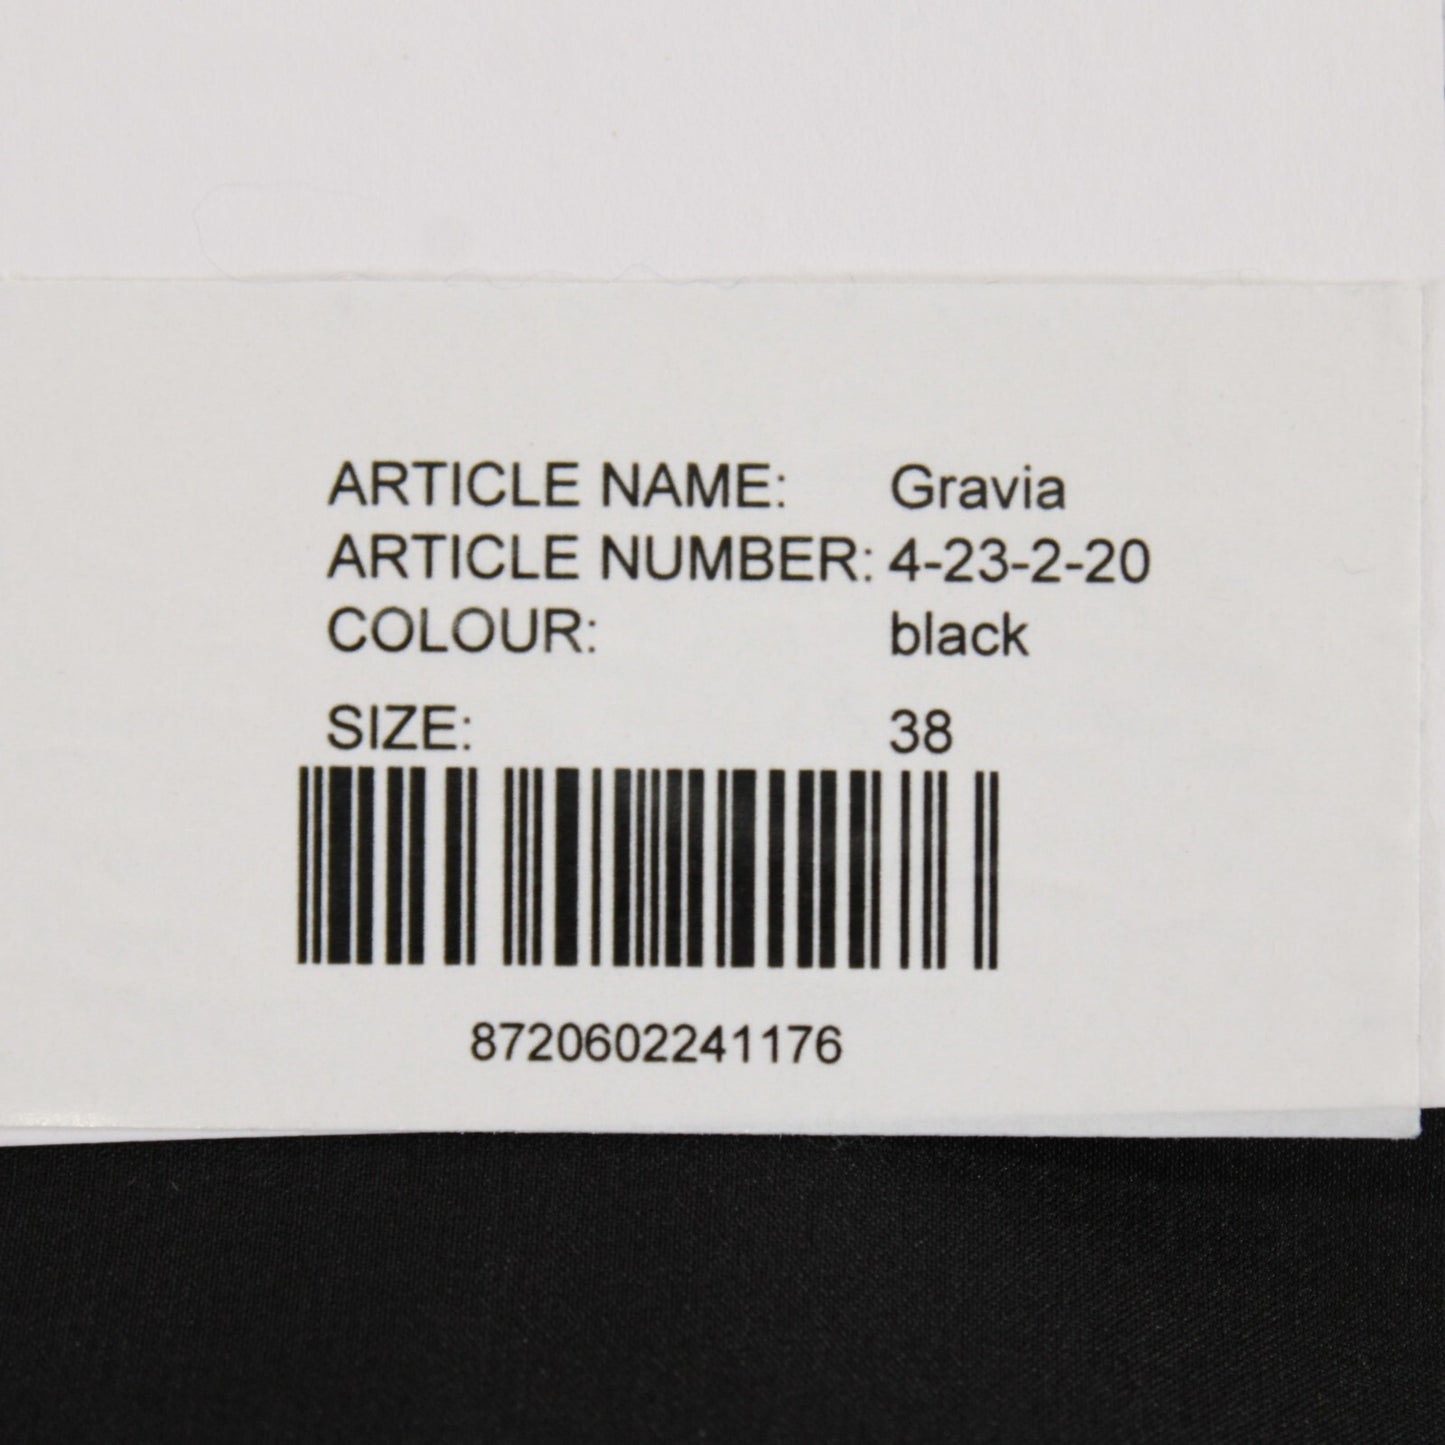 ARTICLE NAME: Gravia
ARTICLE NUMBER: 4-23-2-20
COLOUR: black
SIZE: 38
8720602241176